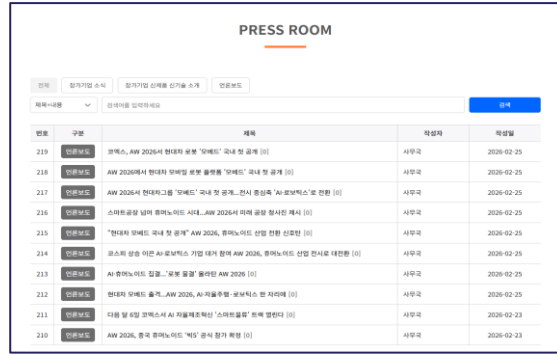 PRESS ROOM
전체 참가기업 소식 참가기업 신제품 신기술 소개 언론보도
제목+내용 검색어를 입력하세요 검색
번호 구분 제목 작성자 작성일
219 언론보도 코엑스, AW 2026서 현대차 로봇 '모베드' 국내 첫 공개 [0] 사무국 2026-02-25
218 언론보도 AW 2026에서 현대차 모바일 로봇 플랫폼 '모베드' 국내 첫 공개 [0] 사무국 2026-02-25
217 언론보도 AW 2026서 현대차그룹 '모베드' 국내 첫 공개...전시 중심축 'AI·로보틱스'로 전환 [0] 사무국 2026-02-25
216 언론보도 스마트공장 넘어 휴머노이드 시대...AW 2026서 미래 공장 청사진 제시 [0] 사무국 2026-02-25
215 언론보도 "현대차 모베드 국내 첫 공개" AW 2026, 휴머노이드 산업 전환 신호탄 [0] 사무국 2026-02-25
214 언론보도 코스피 상승 이끈 AI·로보틱스 기업 대거 참여 AW 2026, 휴머노이드 산업 전시로 대전환 [0] 사무국 2026-02-25
213 언론보도 AI·휴머노이드 집결...'로봇 물결' 올라탄 AW 2026 [0] 사무국 2026-02-25
212 언론보도 현대차 모베드 출격...AW 2026, AI·자율주행·로보틱스 한 자리에 [0] 사무국 2026-02-25
211 언론보도 다음 달 6일 코엑스서 AI 자율제조혁신 '스마트물류' 트랙 열린다 [0] 사무국 2026-02-23
210 언론보도 AW 2026, 중국 휴머노이드 '빅5' 공식 참가 확정 [0] 사무국 2026-02-23